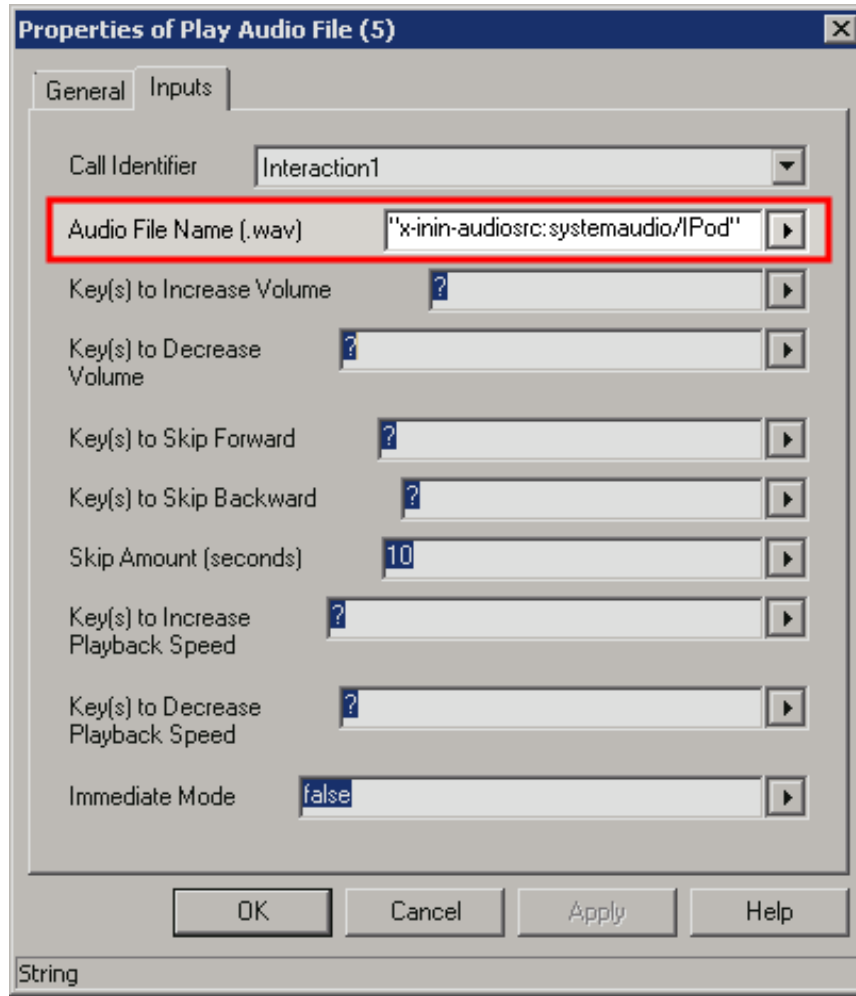 Properties of Play Audio File (5)
General Inputs
Call Identifier Interaction1
Audio File Name (.wav) "x-inin-audiosrc:systemaudio/IPod"
Key(s) to Increase Volume ?
Key(s) to Decrease ?
Volume
Key(s) to Skip Forward ?
Key(s) to Skip Backward ?
Skip Amount (seconds) 10
Key(s) to Increase ?
Playback Speed
Key(s) to Decrease ?
Playback Speed
Immediate Mode false
OK Cancel Apply Help
String